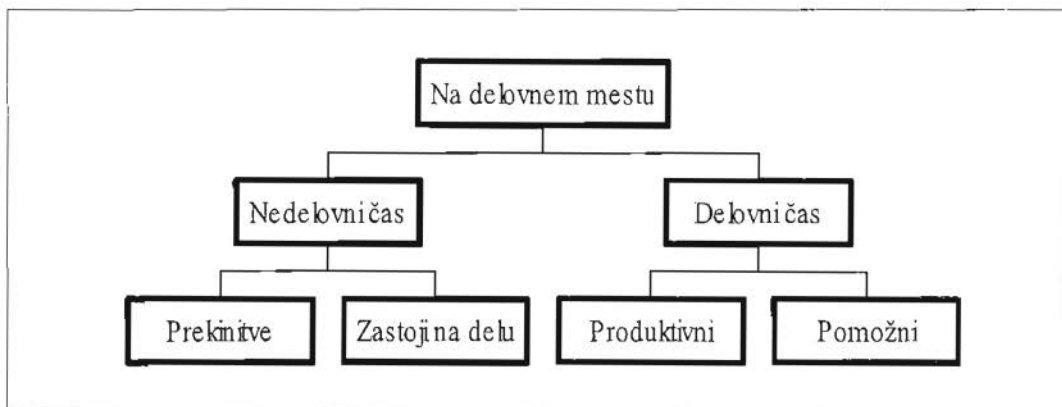 Na delovnem mestu
Nedelovni čas
Delovni čas
Prekinitve
Zastoji na delu
Produktivni
Pomožni